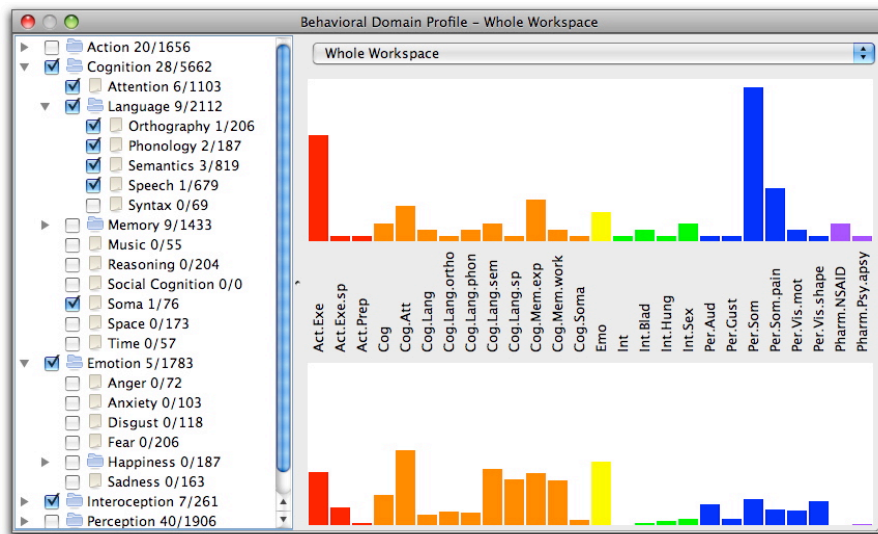 Behavioral Domain Profile – Whole Workspace
Action 20/1656
Cognition 28/5662
Attention 6/1103
Language 9/2112
Orthography 1/206
Phonology 2/187
Semantics 3/819
Speech 1/679
Syntax 0/69
Memory 9/1433
Music 0/55
Reasoning 0/204
Social Cognition 0/0
Soma 1/76
Space 0/173
Time 0/57
Emotion 5/1783
Anger 0/72
Anxiety 0/103
Disgust 0/118
Fear 0/206
Happiness 0/187
Sadness 0/163
Interoception 7/261
Perception 40/1906
Whole Workspace
Act.Exe
Act.Exe.sp
Act.Prep
Cog
Cog.Att
Cog.Lang
Cog.Lang.ortho
Cog.Lang.phon
Cog.Lang.sem
Cog.Lang.sp
Cog.Mem.exp
Cog.Mem.work
Cog.Soma
Emo
Int
Int.Blad
Int.Hung
Int.Sex
Per.Aud
Per.Gust
Per.Som
Per.Som.pain
Per.Vis.mot
Per.Vis.shape
Pharm.NSAID
Pharm.Psy.apsy